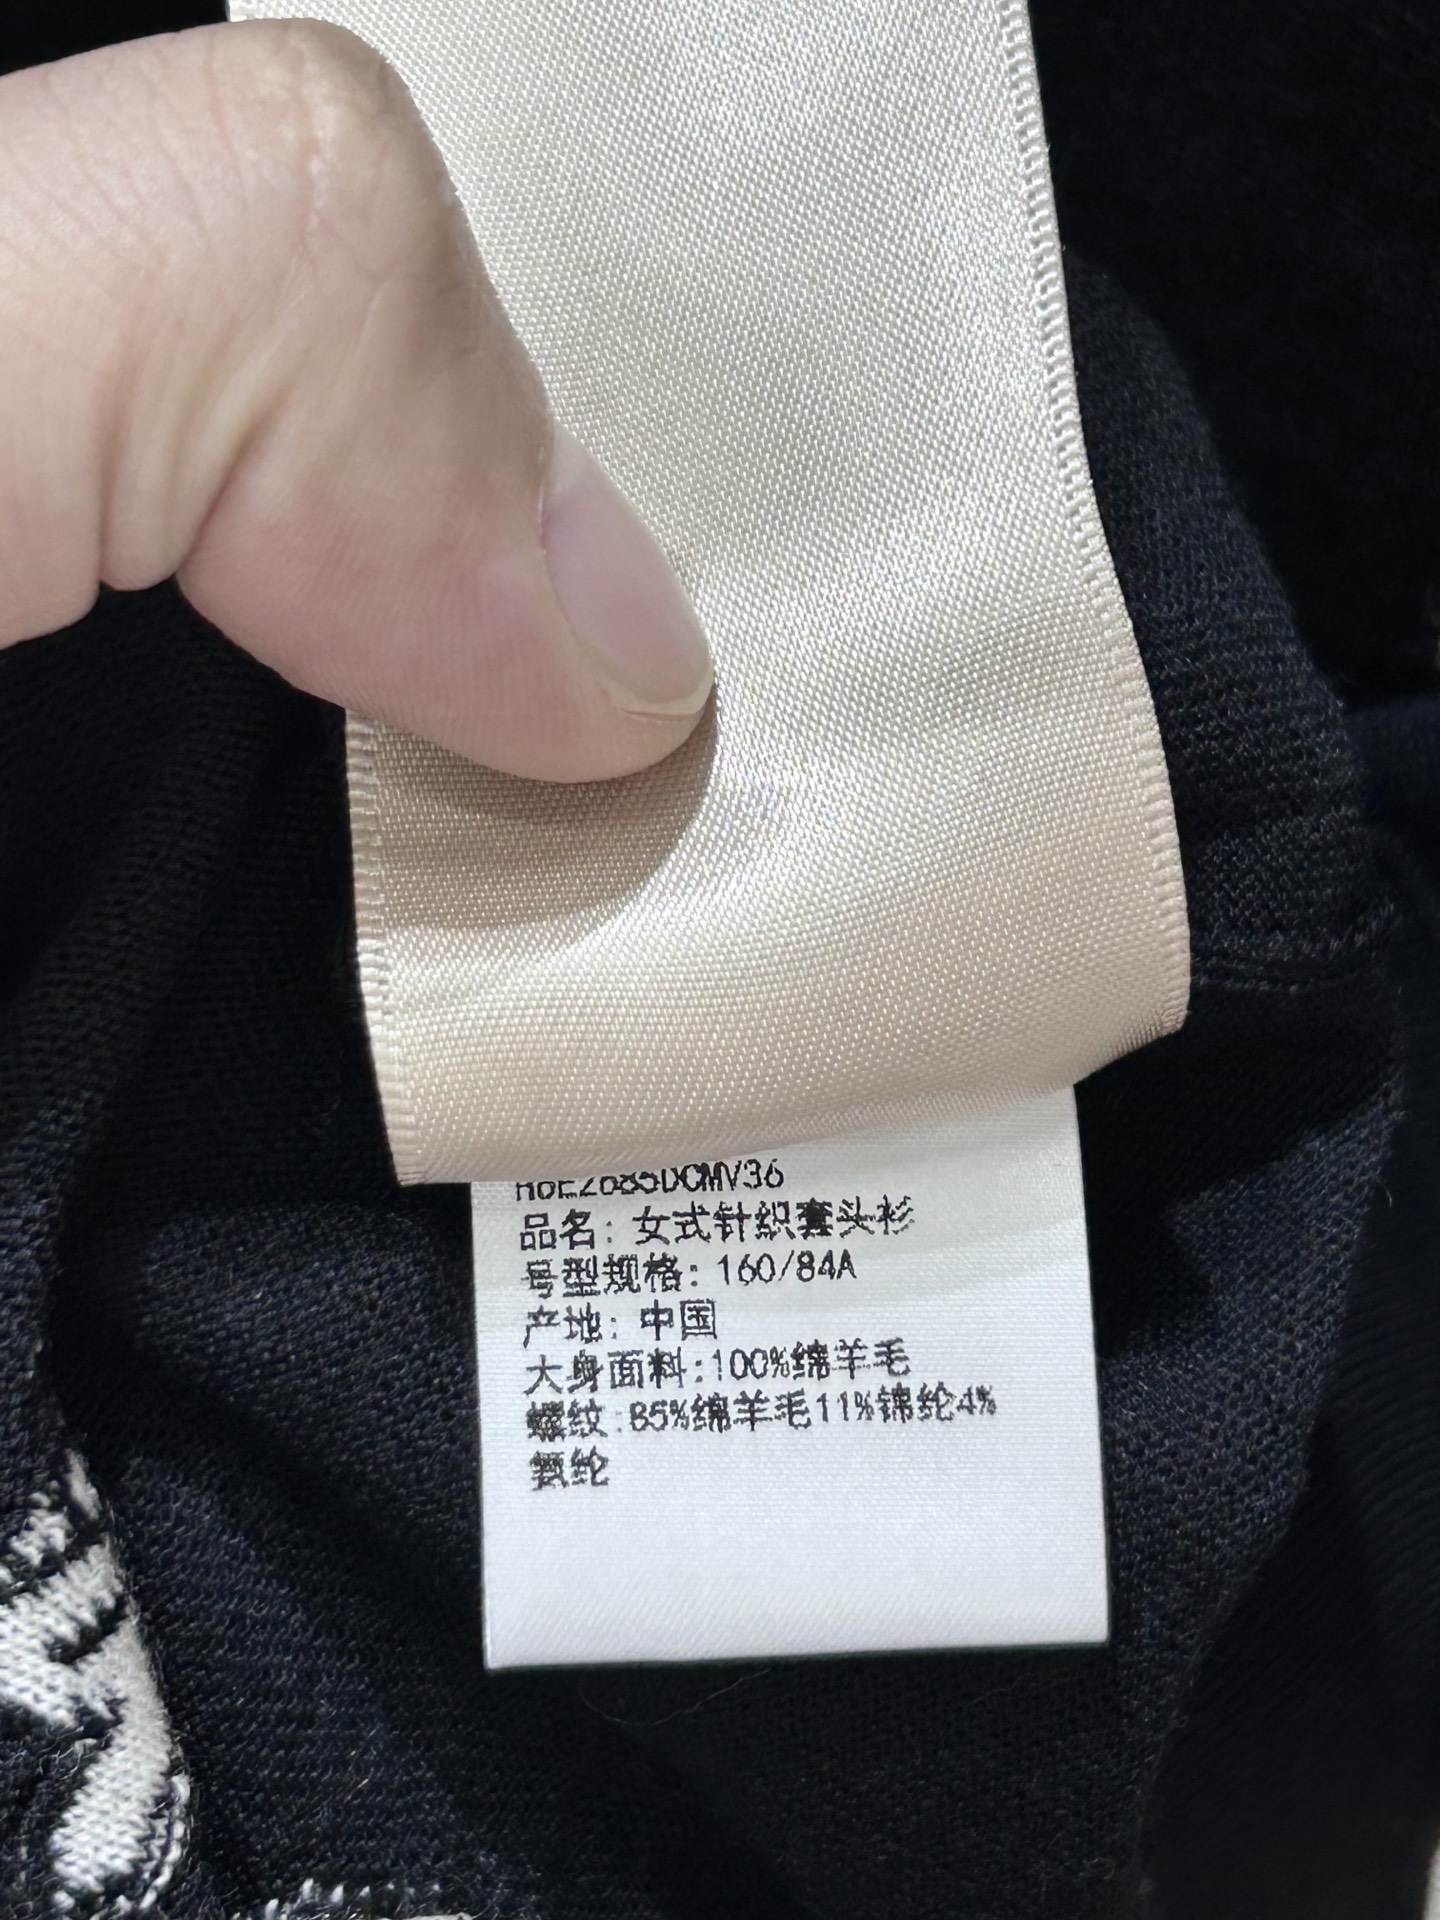 品名: 女式针织套头衫
号型规格: 160/84A
产地: 中国
大身面料:100%绵羊毛
螺纹:85%绵羊毛11%锦纶4%
氨纶